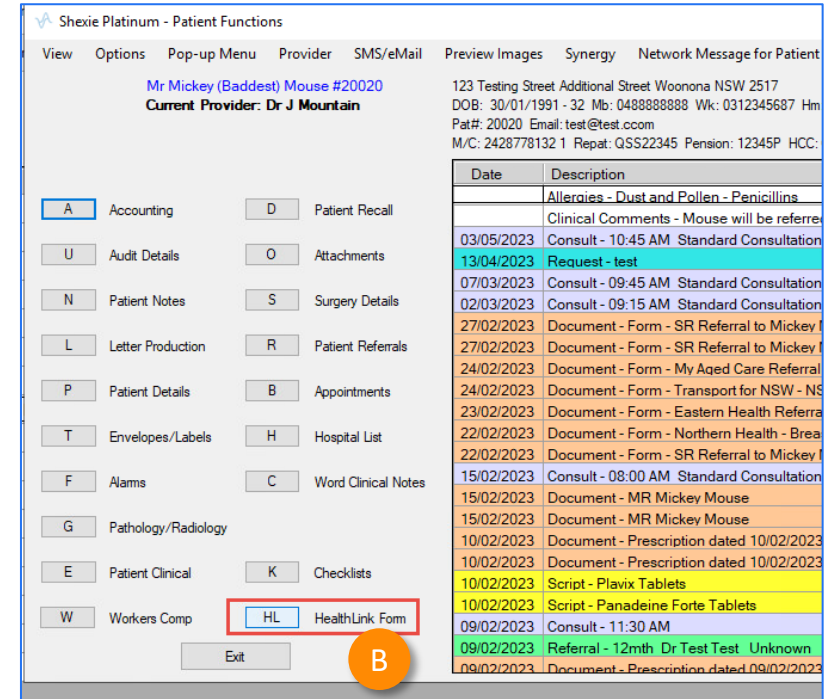 Shexie Platinum - Patient Functions
View Options Pop-up Menu Provider SMS/eMail Preview Images Synergy Network Message for Patient
Mr Mickey (Baddest) Mouse #20020
Current Provider: Dr J Mountain
123 Testing Street Additional Street Woonona NSW 2517
DOB: 30/01/1991 - 32 Mb: 0488888888 Wk: 0312345687 Hm
Pat#: 20020 Email: test@test.ccom
M/C: 2428778132 1 Repat: QSS22345 Pension: 12345P HCC:
A Accounting D Patient Recall
U Audit Details O Attachments
N Patient Notes S Surgery Details
L Letter Production R Patient Referrals
P Patient Details B Appointments
T Envelopes/Labels H Hospital List
F Alarms C Word Clinical Notes
G Pathology/Radiology
E Patient Clinical K Checklists
W Workers Comp HL HealthLink Form
Exit
B
Date Description
Allergies - Dust and Pollen - Penicillins
Clinical Comments - Mouse will be referre
03/05/2023 Consult - 10:45 AM Standard Consultation
13/04/2023 Request - test
07/03/2023 Consult - 09:45 AM Standard Consultation
02/03/2023 Consult - 09:15 AM Standard Consultation
27/02/2023 Document - Form - SR Referral to Mickey
27/02/2023 Document - Form - SR Referral to Mickey
24/02/2023 Document - Form - My Aged Care Referral
24/02/2023 Document - Form - Transport for NSW - NS
23/02/2023 Document - Form - Eastern Health Referra
22/02/2023 Document - Form - Northern Health - Brea
22/02/2023 Document - Form - SR Referral to Mickey
15/02/2023 Consult - 08:00 AM Standard Consultation
15/02/2023 Document - MR Mickey Mouse
15/02/2023 Document - MR Mickey Mouse
10/02/2023 Document - Prescription dated 10/02/2023
10/02/2023 Document - Prescription dated 10/02/2023
10/02/2023 Script - Plavix Tablets
10/02/2023 Script - Panadeine Forte Tablets
09/02/2023 Consult - 11:30 AM
09/02/2023 Referral - 12mth Dr Test Test Unknown
09/02/2023 Document - Prescription dated 09/02/2023